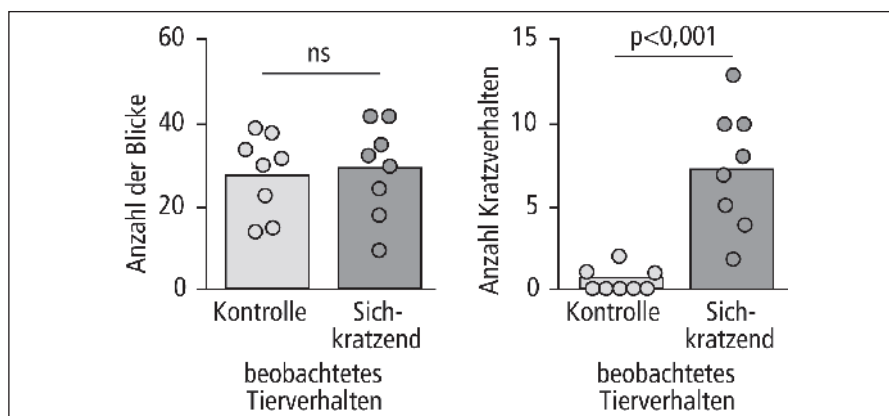 Anzahl der Blicke
60
40
20
0
ns
Kontrolle
Sich-
kratzend
beobachtetes
Tierverhalten
Anzahl Kratzverhalten
15
10
5
0
p<0,001
Kontrolle
Sich-
kratzend
beobachtetes
Tierverhalten